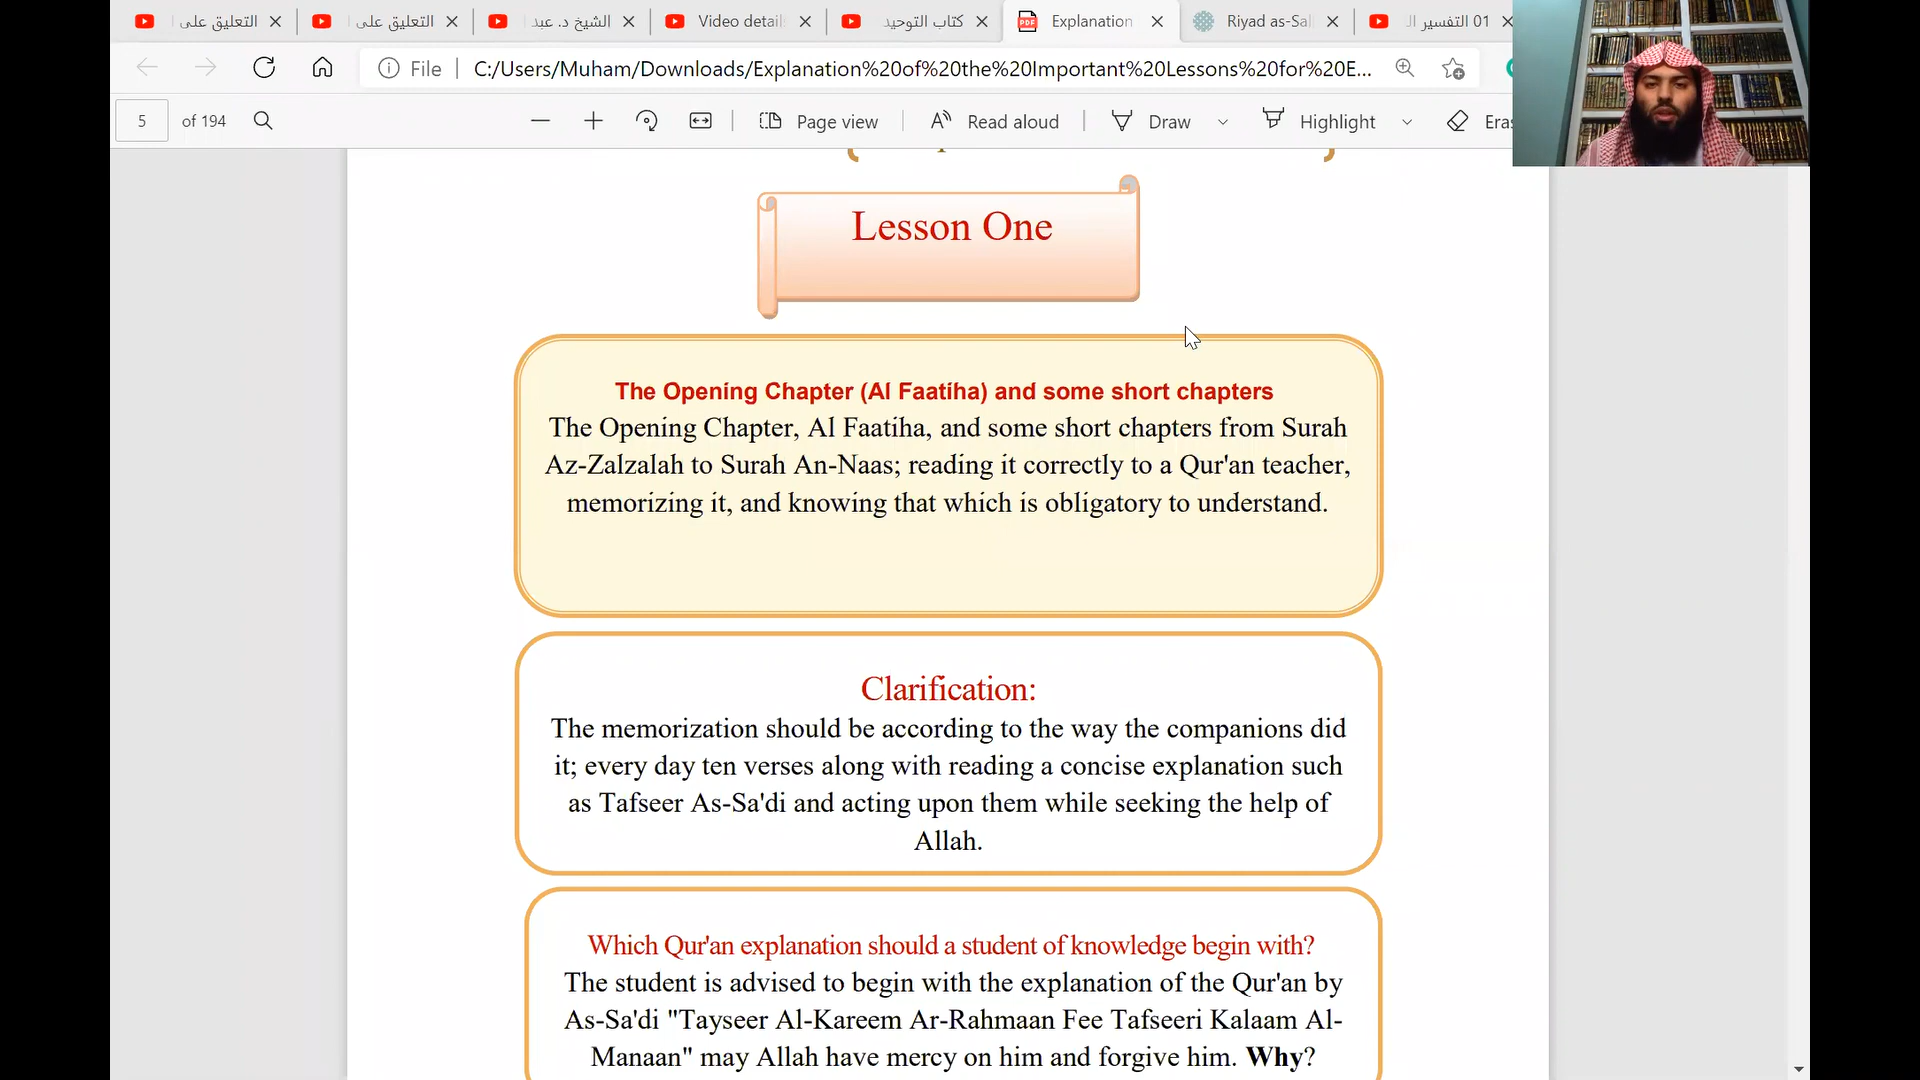 التعليق على
التعليق على
الشيخ د. عبد
Video detail
كتاب التوحيد
Explanation
Riyad as-Sal
01 التفسير ال
File
C:/Users/Muham/Downloads/Explanation%20of%20the%20Important%20Lessons%20for%20E...
5 of 194
Page view
Read aloud
Draw
Highlight
Lesson One
The Opening Chapter (Al Faatiha) and some short chapters
The Opening Chapter, Al Faatiha, and some short chapters from Surah
Az-Zalzalah to Surah An-Naas; reading it correctly to a Qur'an teacher,
memorizing it, and knowing that which is obligatory to understand.
Clarification:
The memorization should be according to the way the companions did
it; every day ten verses along with reading a concise explanation such
as Tafseer As-Sa'di and acting upon them while seeking the help of
Allah.
Which Qur'an explanation should a student of knowledge begin with?
The student is advised to begin with the explanation of the Qur'an by
As-Sa'di "Tayseer Al-Kareem Ar-Rahmaan Fee Tafseeri Kalaam Al-
Manaan" may Allah have mercy on him and forgive him. Why?